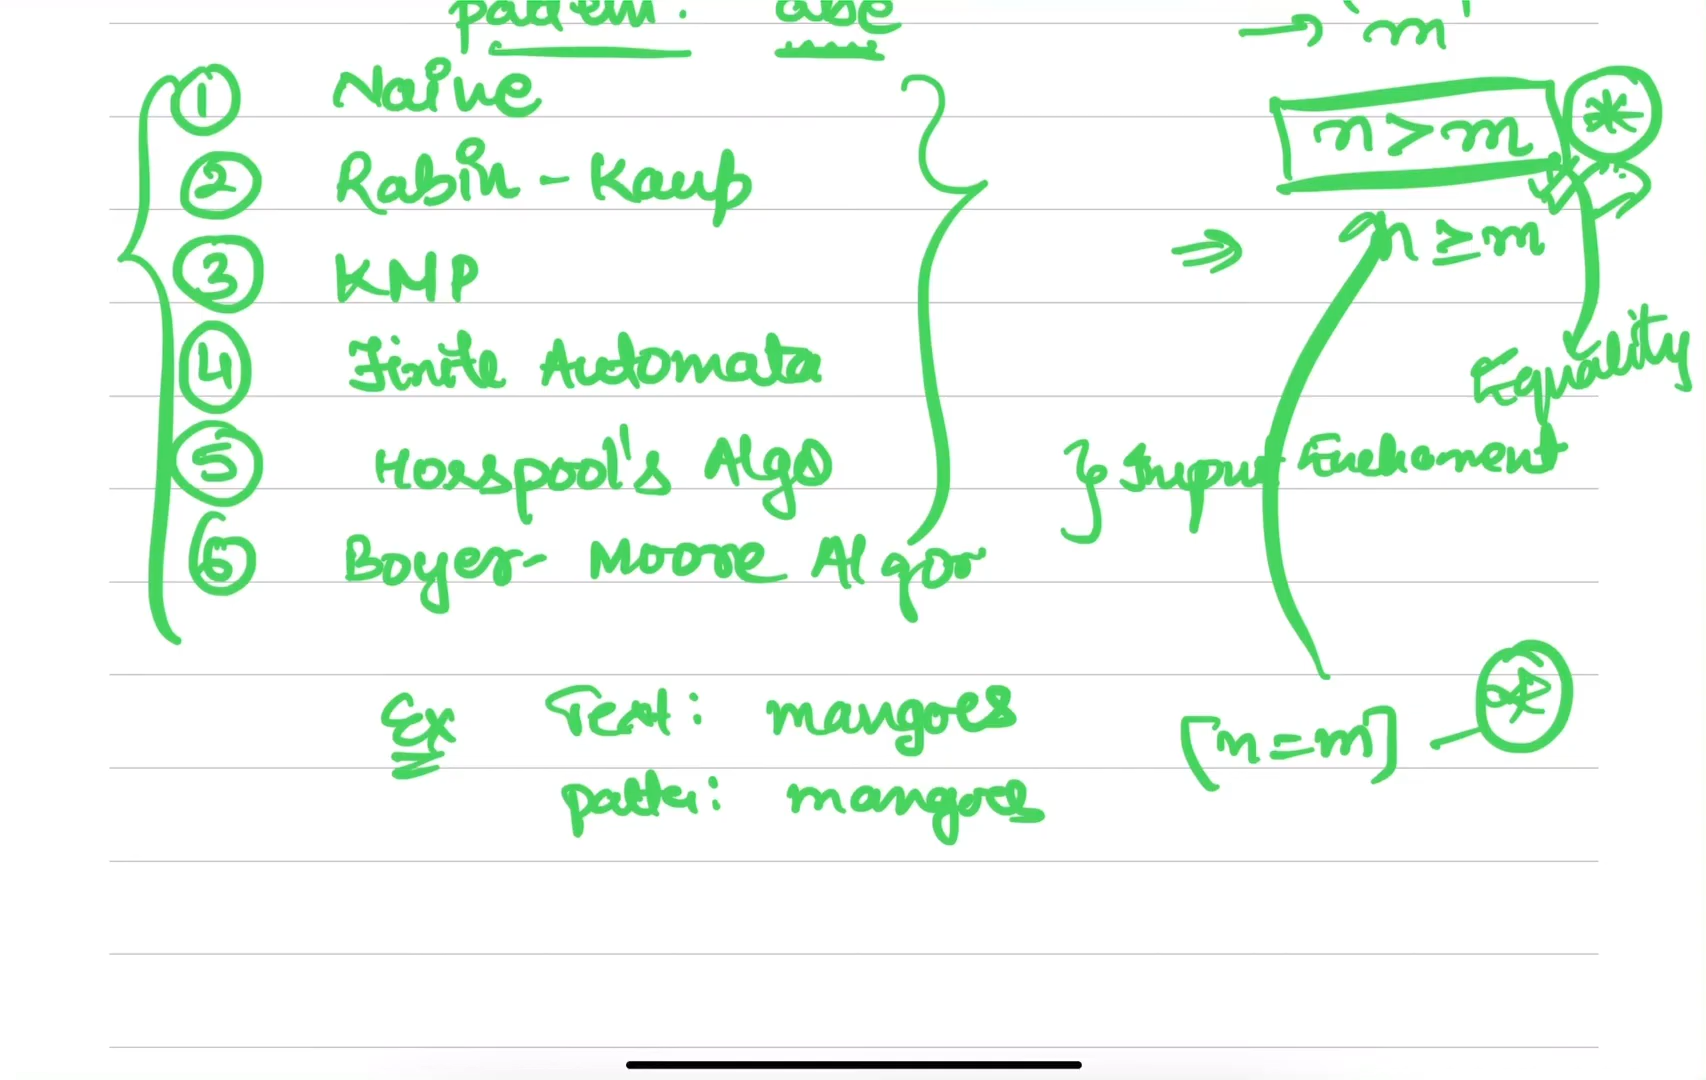 pattern: abc
→ m
① Naive
n>m *
② Rabin-Karp
⇒ n ≥ m
③ KMP
Equality
④ Finite Automata
⑤ Horspool's Algo } Input Enchament
⑥ Boyer-Moore Algor
Ex Text: mangoes
[n=m]
patter: mangoes